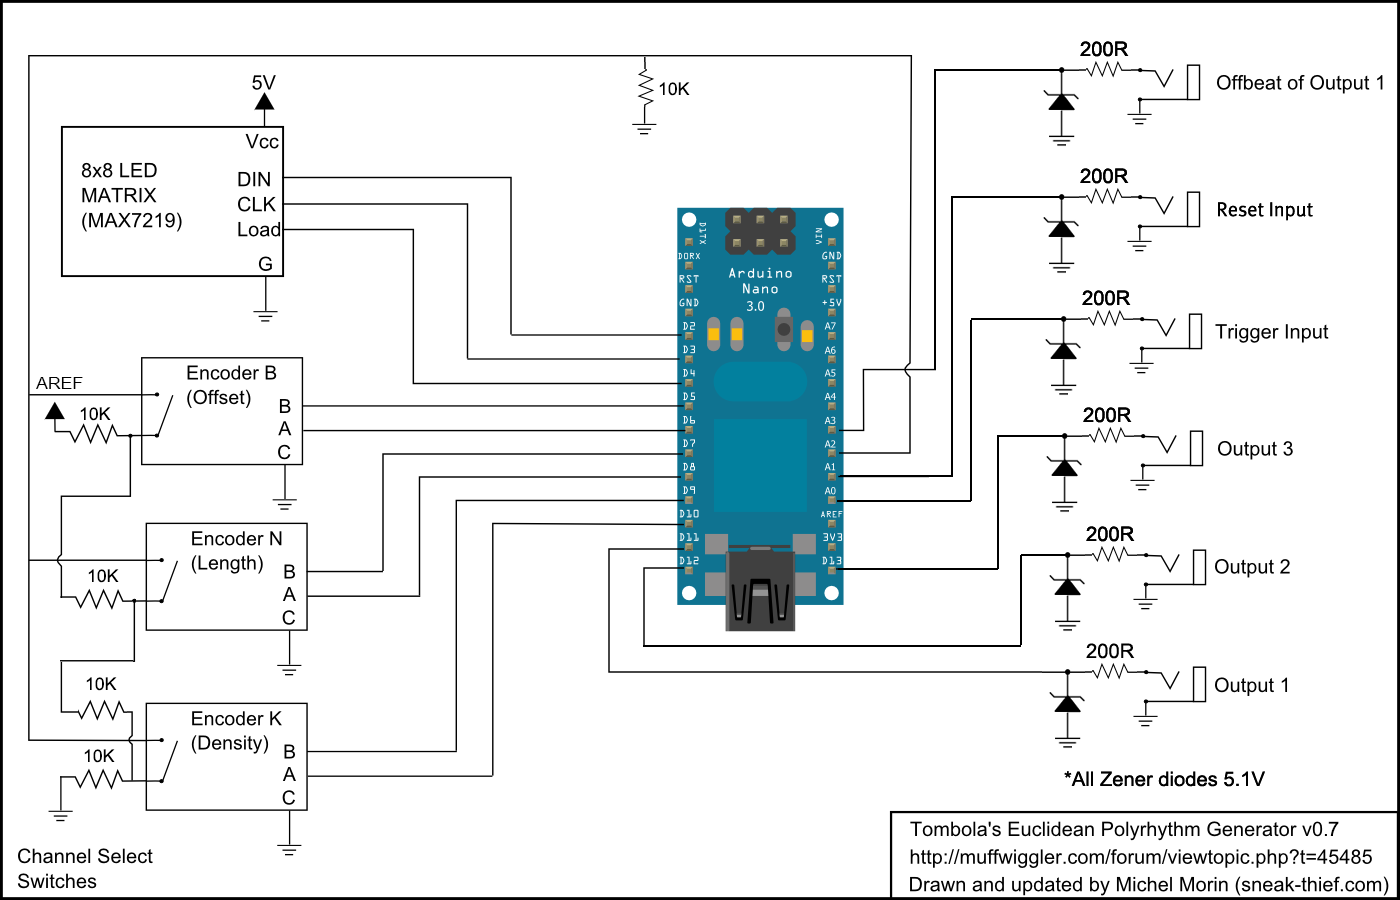 200R
Offbeat of Output 1
5V
10K
Vcc
8x8 LED
MATRIX
(MAX7219)
DIN
CLK
Load
G
200R
Reset Input
D1TX
VIN
DORX
GND
RST
RST
Arduino
Nano
3.0
GND
+5V
D2
A7
D3
A6
D4
A5
D5
A4
D6
A3
D7
A2
D8
A1
D9
A0
D10
AREF
D11
3V3
D12
D13
200R
Trigger Input
AREF
10K
Encoder B
(Offset)
B
A
C
200R
Output 3
Encoder N
(Length)
10K
B
A
C
200R
Output 2
10K
Encoder K
(Density)
10K
B
A
C
200R
Output 1
*All Zener diodes 5.1V
Channel Select
Switches
Tombola's Euclidean Polyrhythm Generator v0.7
http://muffwiggler.com/forum/viewtopic.php?t=45485
Drawn and updated by Michel Morin (sneak-thief.com)